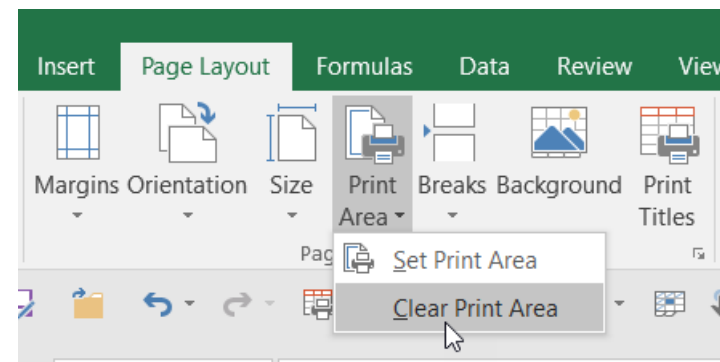 Insert Page Layout Formulas Data Review View
Margins Orientation Size Print Breaks Background Print
Area Titles
Set Print Area
Clear Print Area